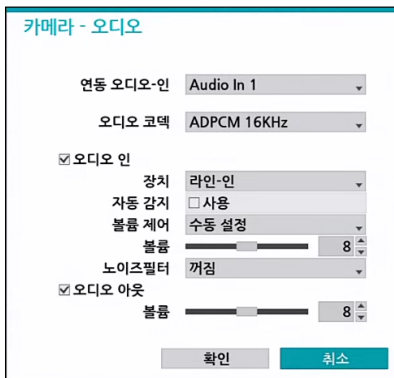 카메라 - 오디오
연동 오디오-인 Audio In 1
오디오 코덱 ADPCM 16KHz
오디오 인
장치 라인-인
자동 감지 사용
볼륨 제어 수동 설정
볼륨 8
노이즈필터 꺼짐
오디오 아웃
볼륨 8
확인 취소